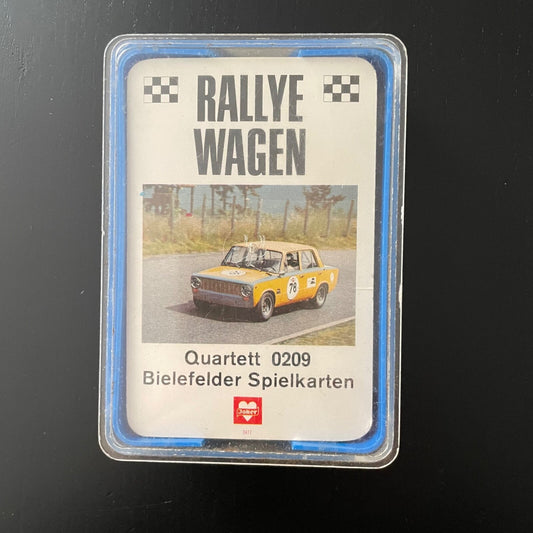 RALLYE
WAGEN
78
Quartett 0209
Bielefelder Spielkarten
Joker